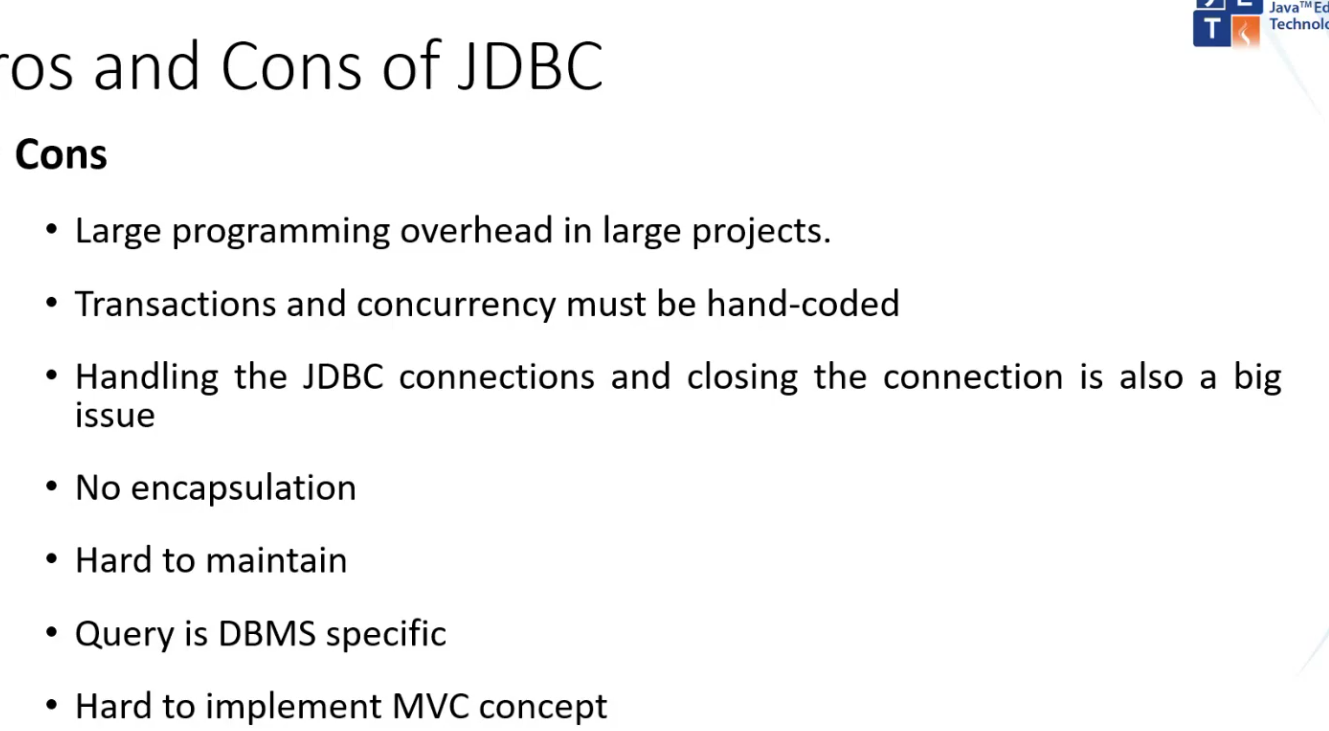 Java™ Ed
Technolo
T
ros and Cons of JDBC
Cons
• Large programming overhead in large projects.
• Transactions and concurrency must be hand-coded
• Handling the JDBC connections and closing the connection is also a big
issue
• No encapsulation
• Hard to maintain
• Query is DBMS specific
• Hard to implement MVC concept